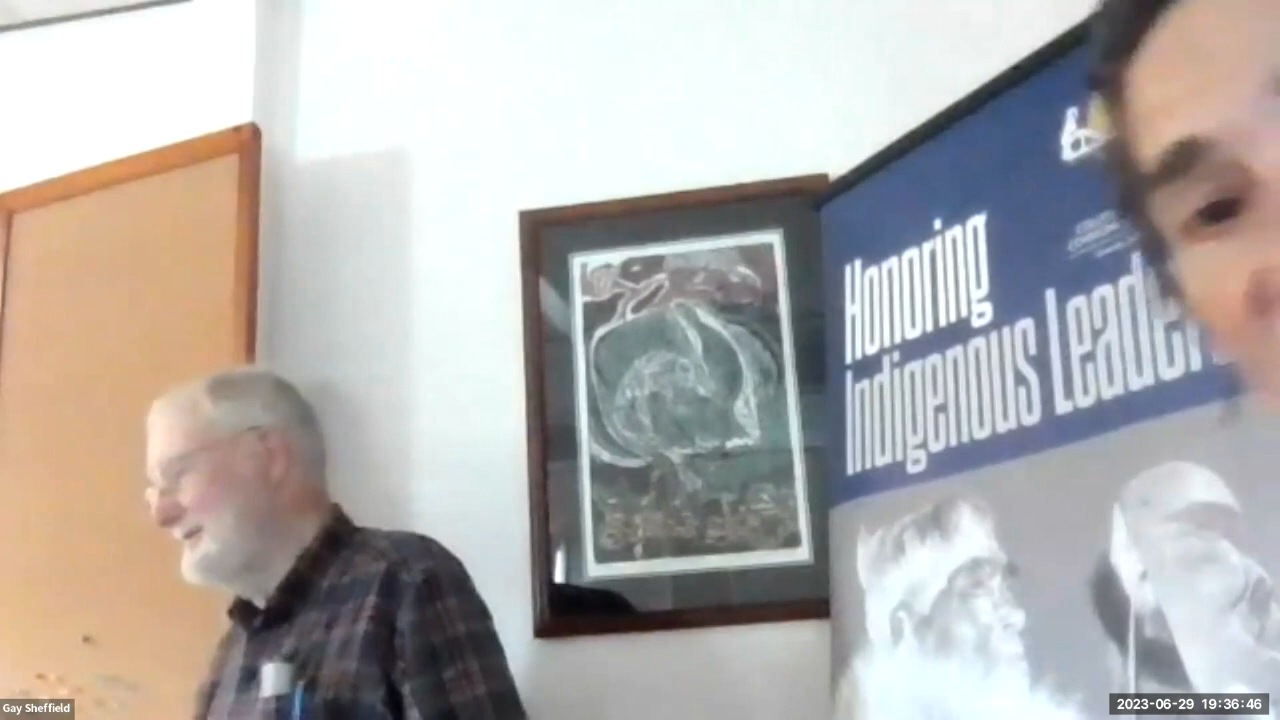 Honoring
Indigenous Leader
Gay Sheffield
2023-06-29 19:36:46